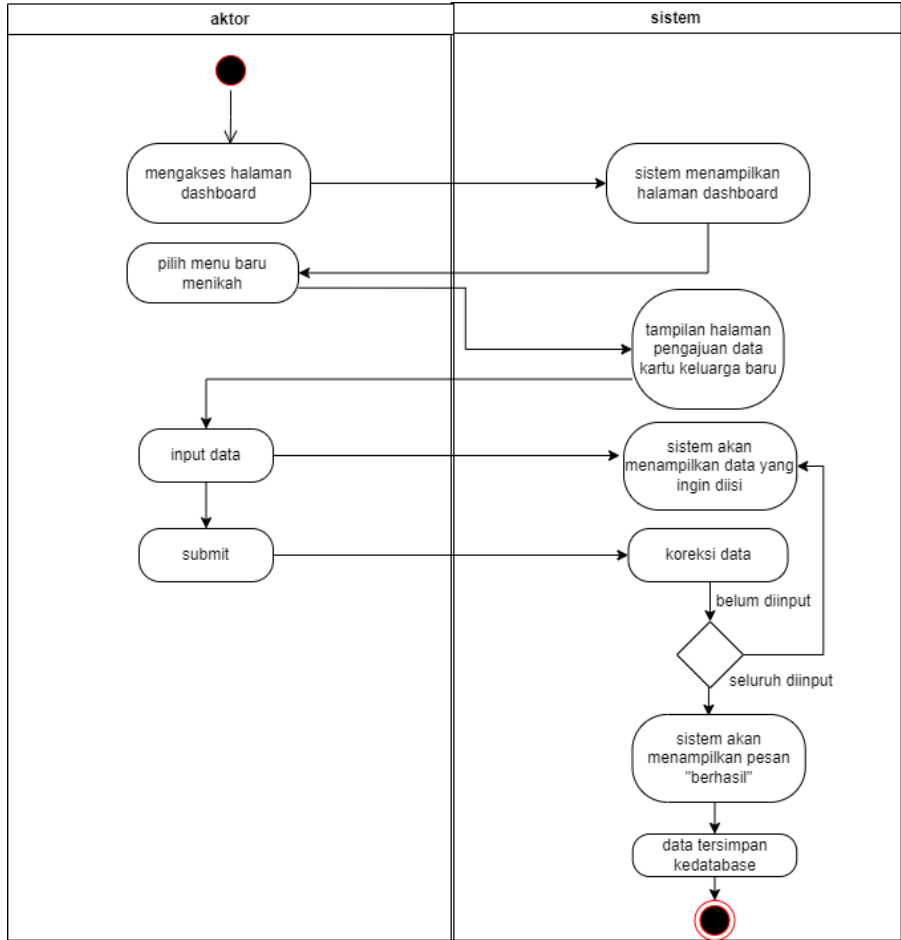 aktor
sistem
mengakses halaman
dashboard
sistem menampilkan
halaman dashboard
pilih menu baru
menikah
tampilan halaman
pengajuan data
kartu keluarga baru
input data
sistem akan
menampilkan data yang
ingin diisi
submit
koreksi data
belum diinput
seluruh diinput
sistem akan
menampilkan pesan
"berhasil"
data tersimpan
kedatabase